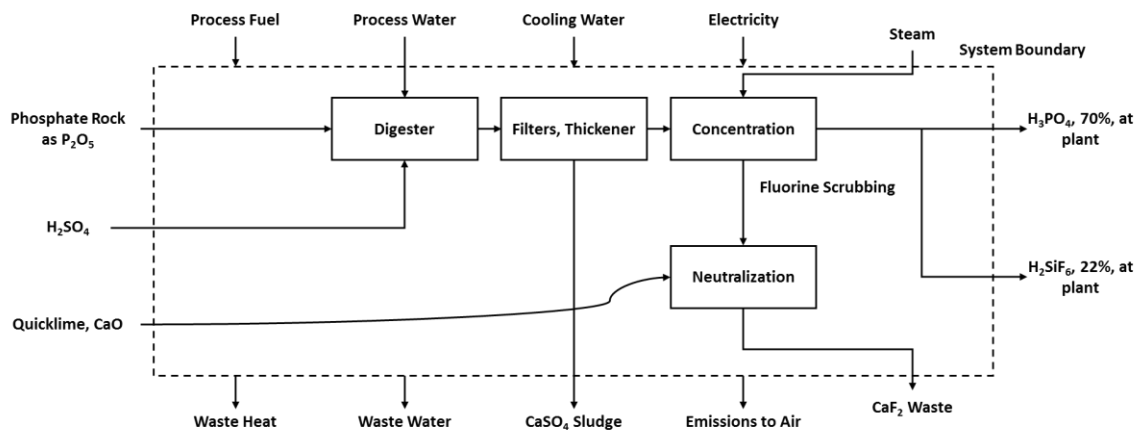 Process Fuel
Process Water
Cooling Water
Electricity
Steam
System Boundary
Phosphate Rock
as P₂O₅
Digester
Filters, Thickener
Concentration
H₃PO₄, 70%, at
plant
Fluorine Scrubbing
H₂SO₄
Neutralization
H₂SiF₆, 22%, at
plant
Quicklime, CaO
Waste Heat
Waste Water
CaSO₄ Sludge
Emissions to Air
CaF₂ Waste